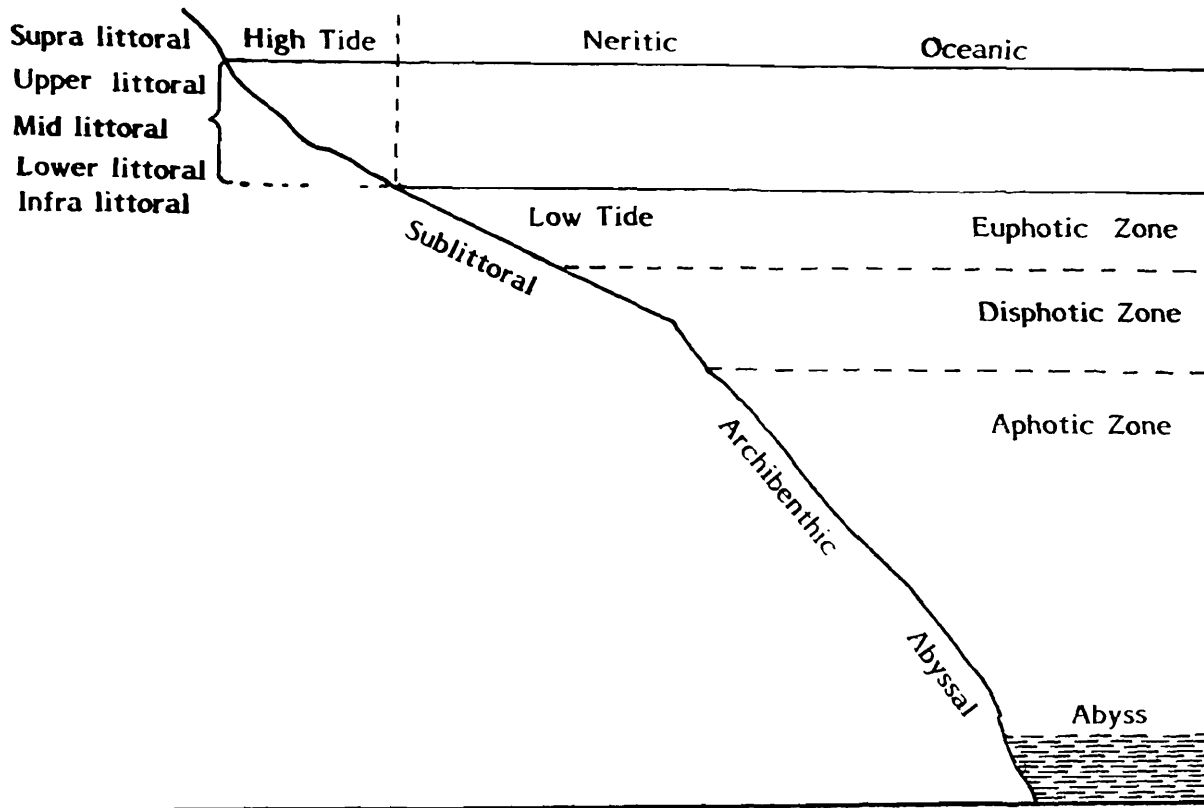 Supra littoral
High Tide
Neritic
Oceanic
Upper littoral
Mid littoral
Lower littoral
Infra littoral
Low Tide
Euphotic Zone
Sublittoral
Disphotic Zone
Aphotic Zone
Archibenthic
Abyssal
Abyss